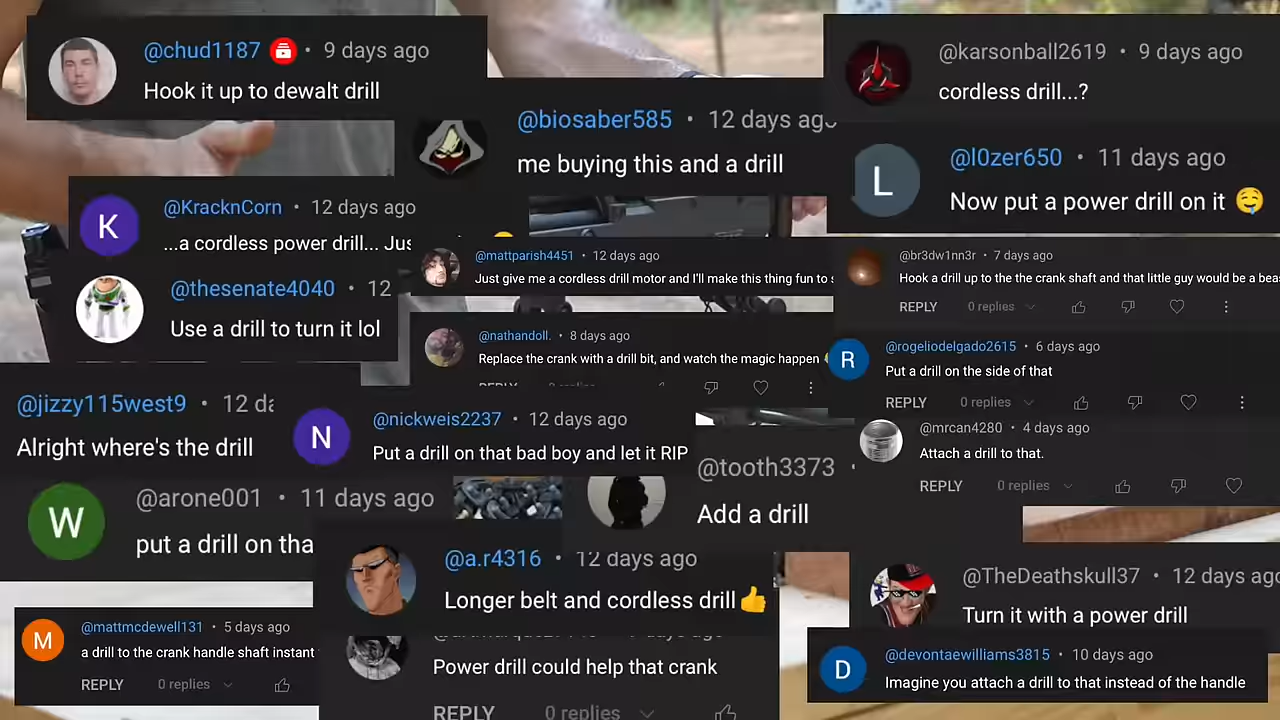 @chud1187 • 9 days ago
Hook it up to dewalt drill
@karsonball2619 • 9 days ago
cordless drill...?
@biosaber585 • 12 days ago
me buying this and a drill
L
@l0zer650 • 11 days ago
Now put a power drill on it 🤤
K
@KracknCorn • 12 days ago
...a cordless power drill... Jus
@mattparish4451 • 12 days ago
Just give me a cordless drill motor and I'll make this thing fun to s
@br3dw1nn3r • 7 days ago
Hook a drill up to the the crank shaft and that little guy would be a bea
REPLY 0 replies
@thesenate4040 • 12
Use a drill to turn it lol
@nathandoll. • 8 days ago
Replace the crank with a drill bit, and watch the magic happen
REPLY 0 replies
R
@rogeliodelgado2615 • 6 days ago
Put a drill on the side of that
REPLY 0 replies
@jizzy115west9 • 12 da
Alright where's the drill
N
@nickweis2237 • 12 days ago
Put a drill on that bad boy and let it RIP
@mrcan4280 • 4 days ago
Attach a drill to that.
REPLY 0 replies
@tooth3373 •
Add a drill
W
@arone001 • 11 days ago
put a drill on tha
@a.r4316 • 12 days ago
Longer belt and cordless drill👍
@TheDeathskull37 • 12 days ago
Turn it with a power drill
M
@mattmcdewell131 • 5 days ago
a drill to the crank handle shaft instant
REPLY 0 replies
days ago
Power drill could help that crank
REPLY 0 replies
D
@devontaewilliams3815 • 10 days ago
Imagine you attach a drill to that instead of the handle